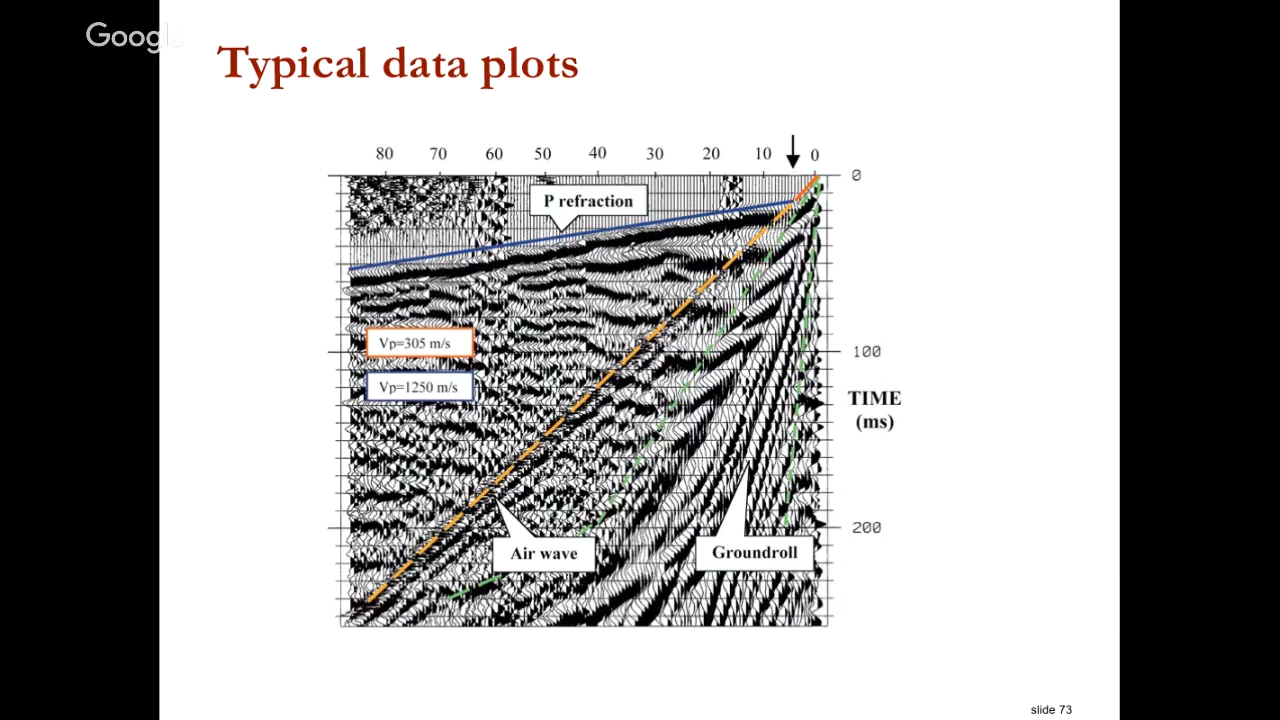 Google
Typical data plots
80 70 60 50 40 30 20 10 0
0
P refraction
Vp=305 m/s
100
Vp=1250 m/s
TIME
(ms)
200
Air wave
Groundroll
slide 73